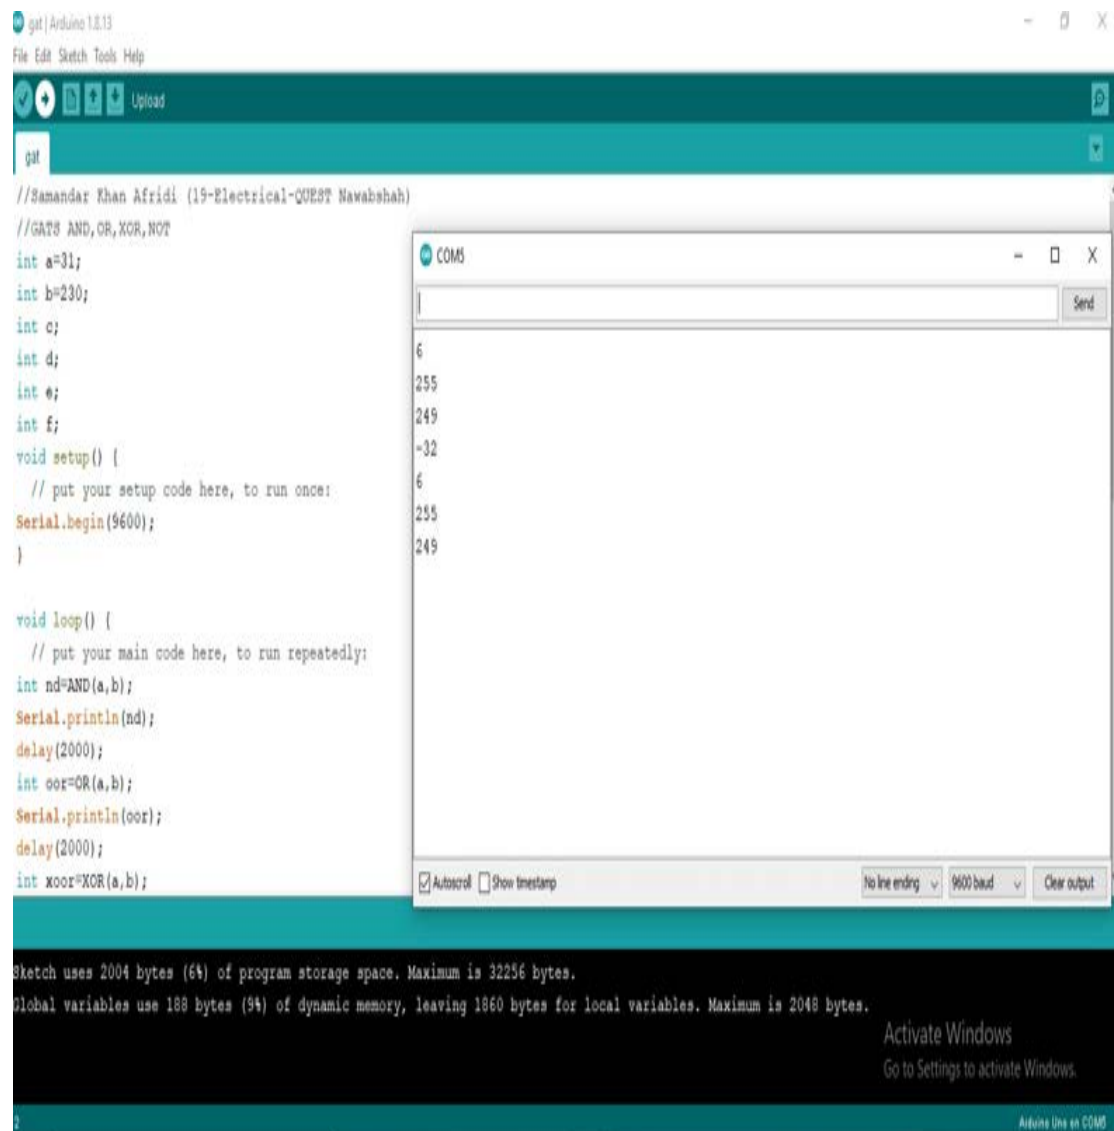 gat | Arduino 1.8.13
File Edit Sketch Tools Help
Upload
gat
//Samandar Khan Afridi (19-Electrical-QUEST Nawabshah)
//GATS AND,OR,XOR,NOT
int a=31;
int b=230;
int c;
int d;
int e;
int f;
void setup() {
// put your setup code here, to run once:
Serial.begin(9600);
}
void loop() {
// put your main code here, to run repeatedly:
int nd=AND(a,b);
Serial.println(nd);
delay(2000);
int oor=OR(a,b);
Serial.println(oor);
delay(2000);
int xoor=XOR(a,b);
COM5
Send
6
255
249
-32
6
255
249
Autoscroll Show timestamp No line ending 9600 baud Clear output
Sketch uses 2004 bytes (6%) of program storage space. Maximum is 32256 bytes.
Global variables use 188 bytes (9%) of dynamic memory, leaving 1860 bytes for local variables. Maximum is 2048 bytes.
Activate Windows
Go to Settings to activate Windows.
2
Arduino Uno on COM5